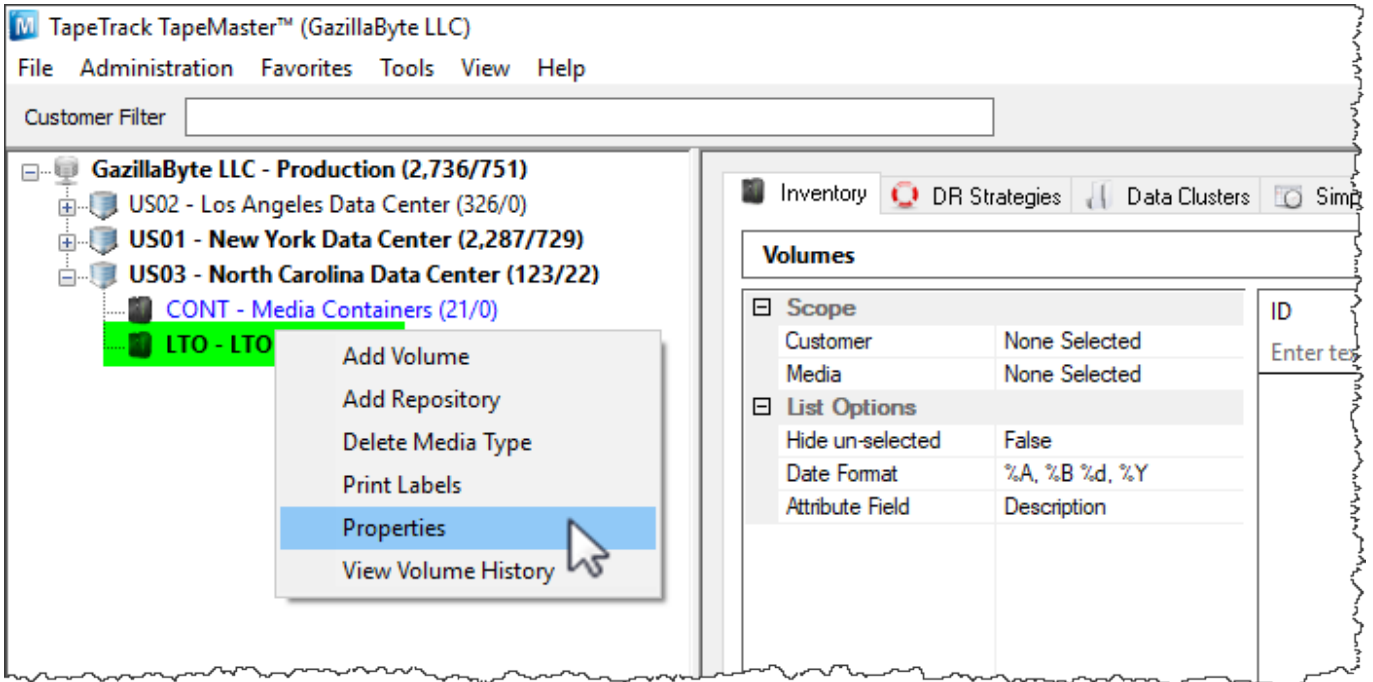 TapeTrack TapeMaster™ (GazillaByte LLC)
File Administration Favorites Tools View Help
Customer Filter
GazillaByte LLC - Production (2,736/751)
US02 - Los Angeles Data Center (326/0)
US01 - New York Data Center (2,287/729)
US03 - North Carolina Data Center (123/22)
CONT - Media Containers (21/0)
LTO - LTO
Add Volume
Add Repository
Delete Media Type
Print Labels
Properties
View Volume History
Inventory DR Strategies Data Clusters
Volumes
Scope
Customer None Selected
Media None Selected
List Options
Hide un-selected False
Date Format %A, %B %d, %Y
Attribute Field Description
ID
Enter